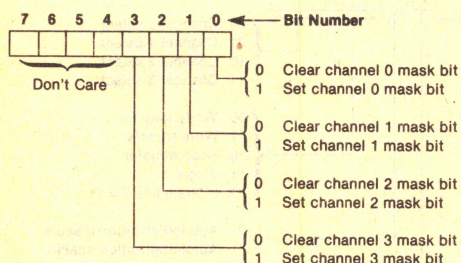 7 6 5 4 3 2 1 0 Bit Number
Don't Care
0 Clear channel 0 mask bit
1 Set channel 0 mask bit
0 Clear channel 1 mask bit
1 Set channel 1 mask bit
0 Clear channel 2 mask bit
1 Set channel 2 mask bit
0 Clear channel 3 mask bit
1 Set channel 3 mask bit